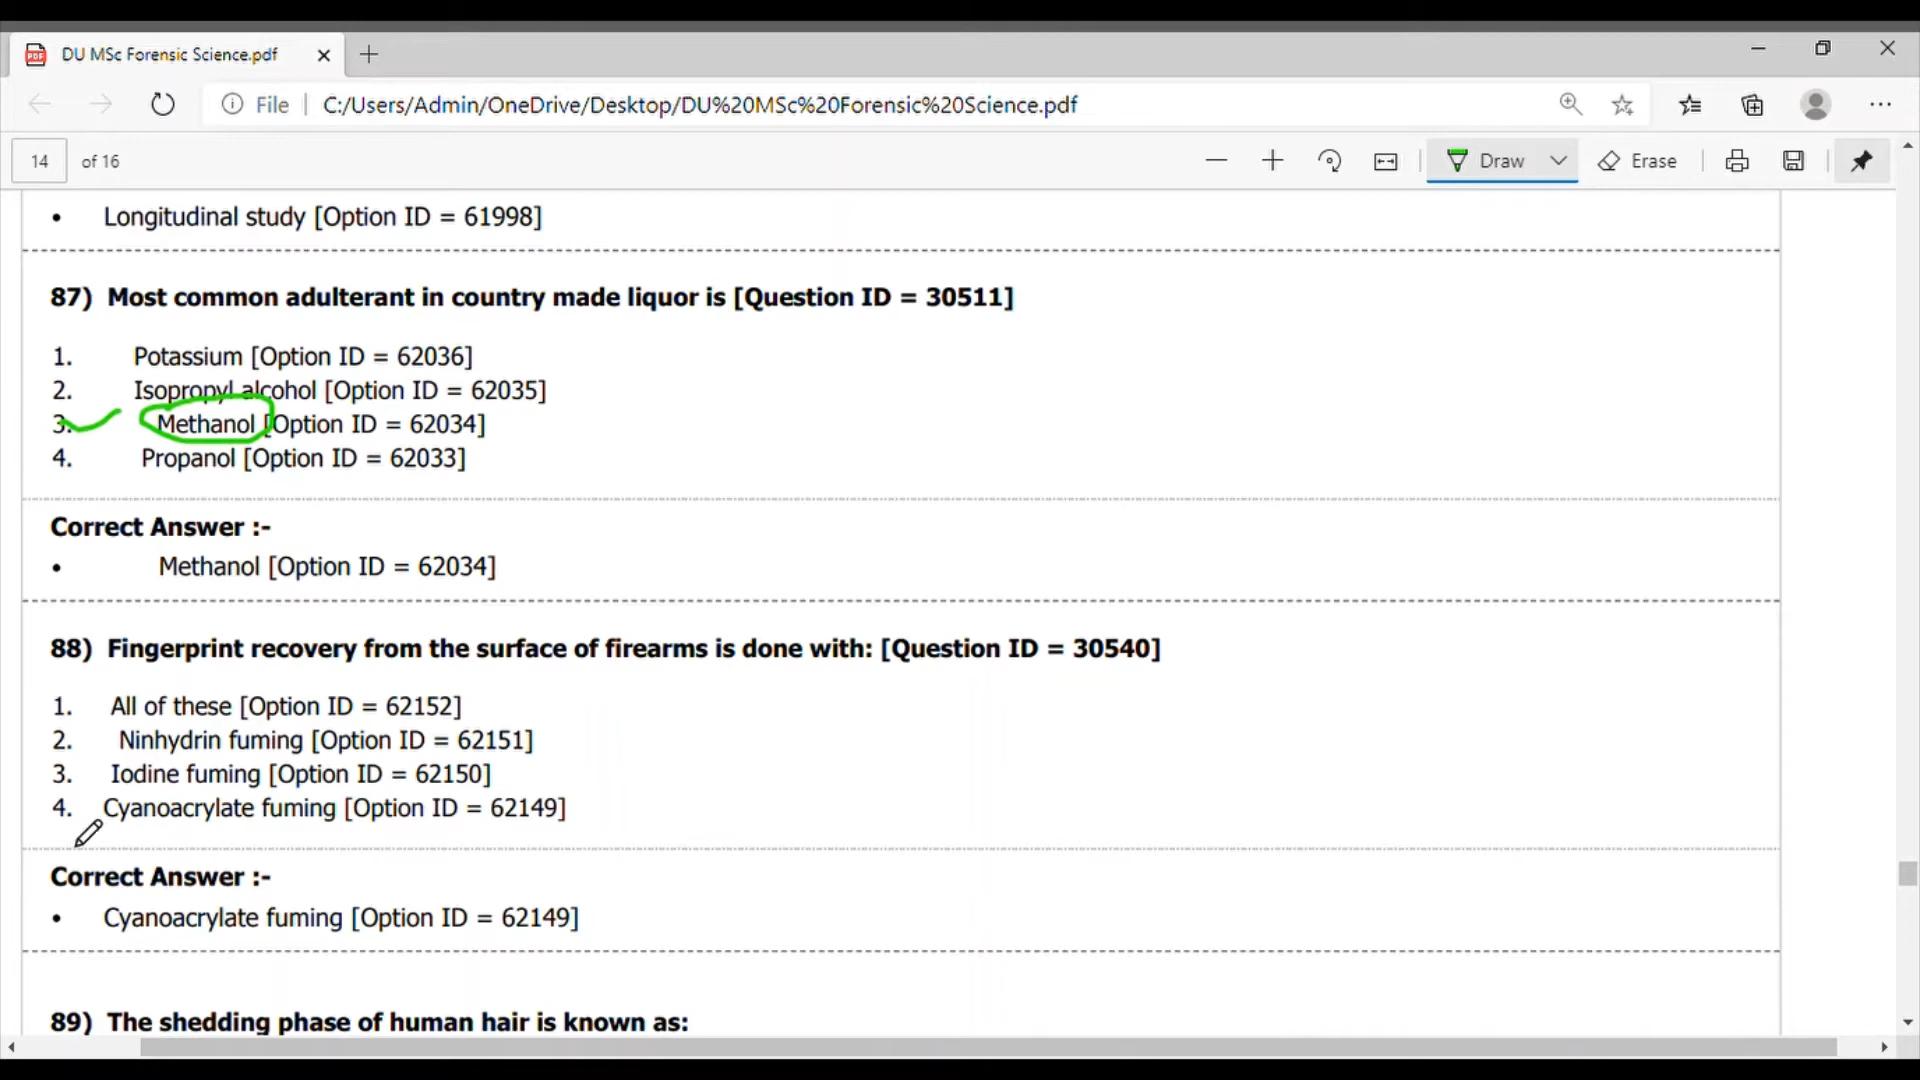 DU MSc Forensic Science.pdf
File
C:/Users/Admin/OneDrive/Desktop/DU%20MSc%20Forensic%20Science.pdf
14 of 16
Draw
Erase
• Longitudinal study [Option ID = 61998]
87) Most common adulterant in country made liquor is [Question ID = 30511]
1. Potassium [Option ID = 62036]
2. Isopropyl alcohol [Option ID = 62035]
3. Methanol [Option ID = 62034]
4. Propanol [Option ID = 62033]
Correct Answer :-
• Methanol [Option ID = 62034]
88) Fingerprint recovery from the surface of firearms is done with: [Question ID = 30540]
1. All of these [Option ID = 62152]
2. Ninhydrin fuming [Option ID = 62151]
3. Iodine fuming [Option ID = 62150]
4. Cyanoacrylate fuming [Option ID = 62149]
Correct Answer :-
• Cyanoacrylate fuming [Option ID = 62149]
89) The shedding phase of human hair is known as: